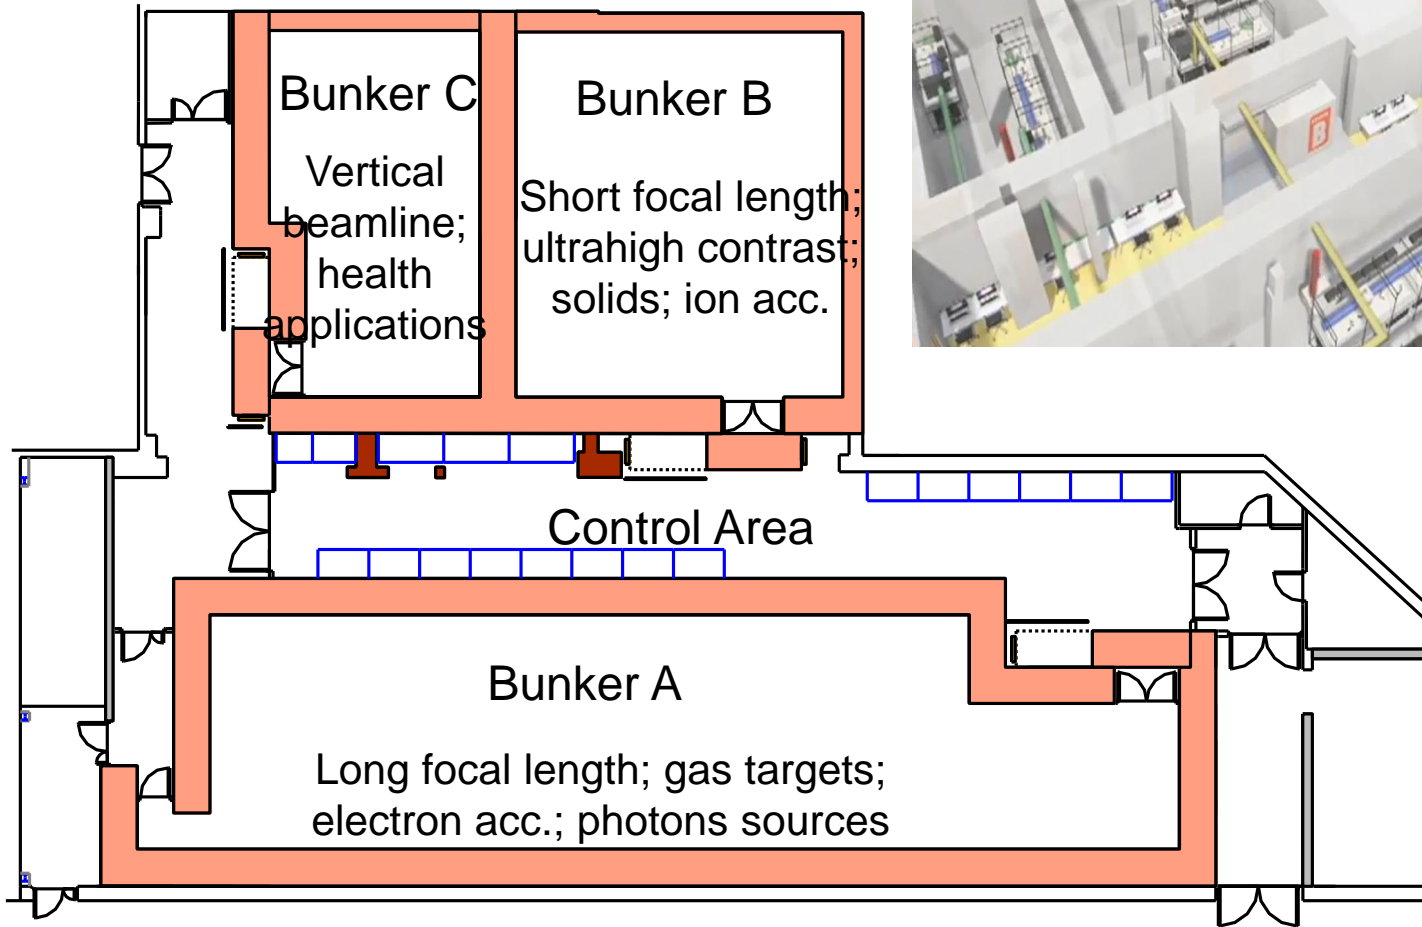 Bunker C
Vertical
beamline;
health
applications
Bunker B
Short focal length;
ultrahigh contrast;
solids; ion acc.
B
Control Area
Bunker A
Long focal length; gas targets;
electron acc.; photons sources